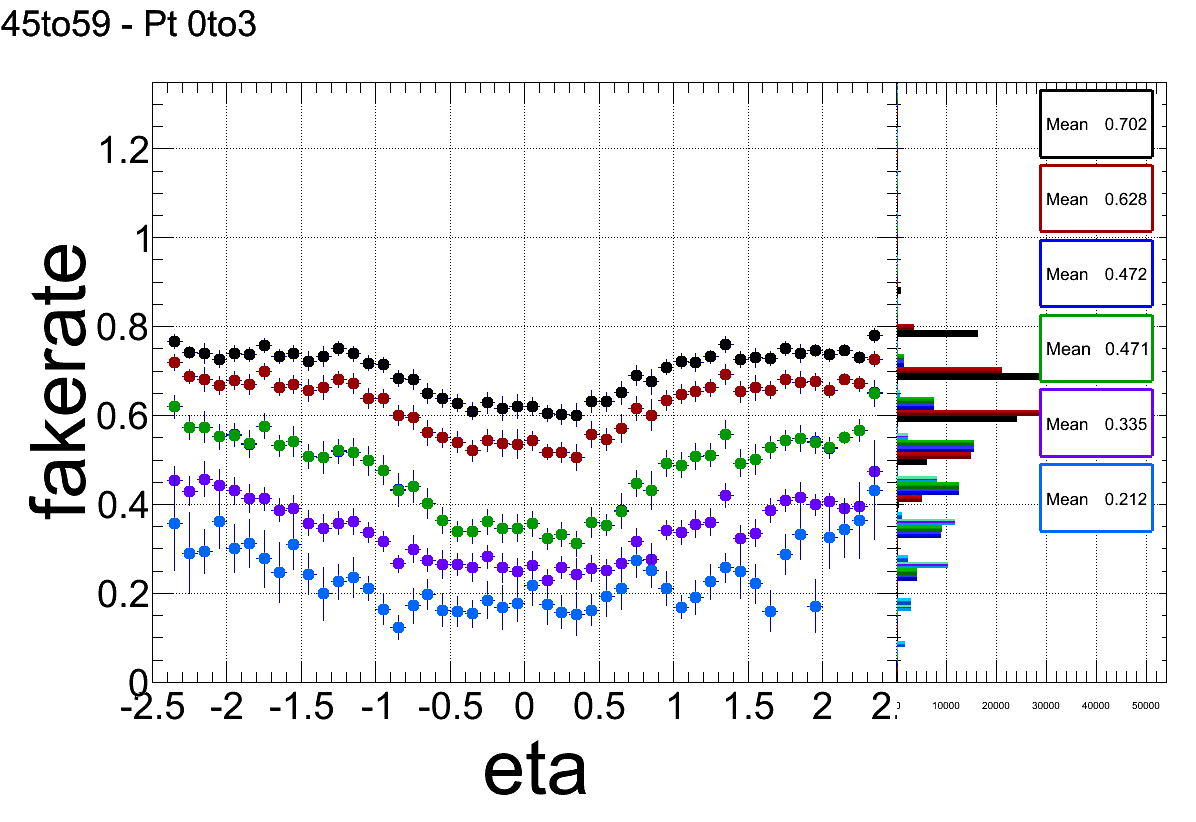 45to59 - Pt 0to3
fakerate
1.2
1
0.8
0.6
0.4
0.2
0
-2.5 -2 -1.5 -1 -0.5 0 0.5 1 1.5 2 2.
eta
10000 20000 30000 40000 50000
Mean 0.702
Mean 0.628
Mean 0.472
Mean 0.471
Mean 0.335
Mean 0.212